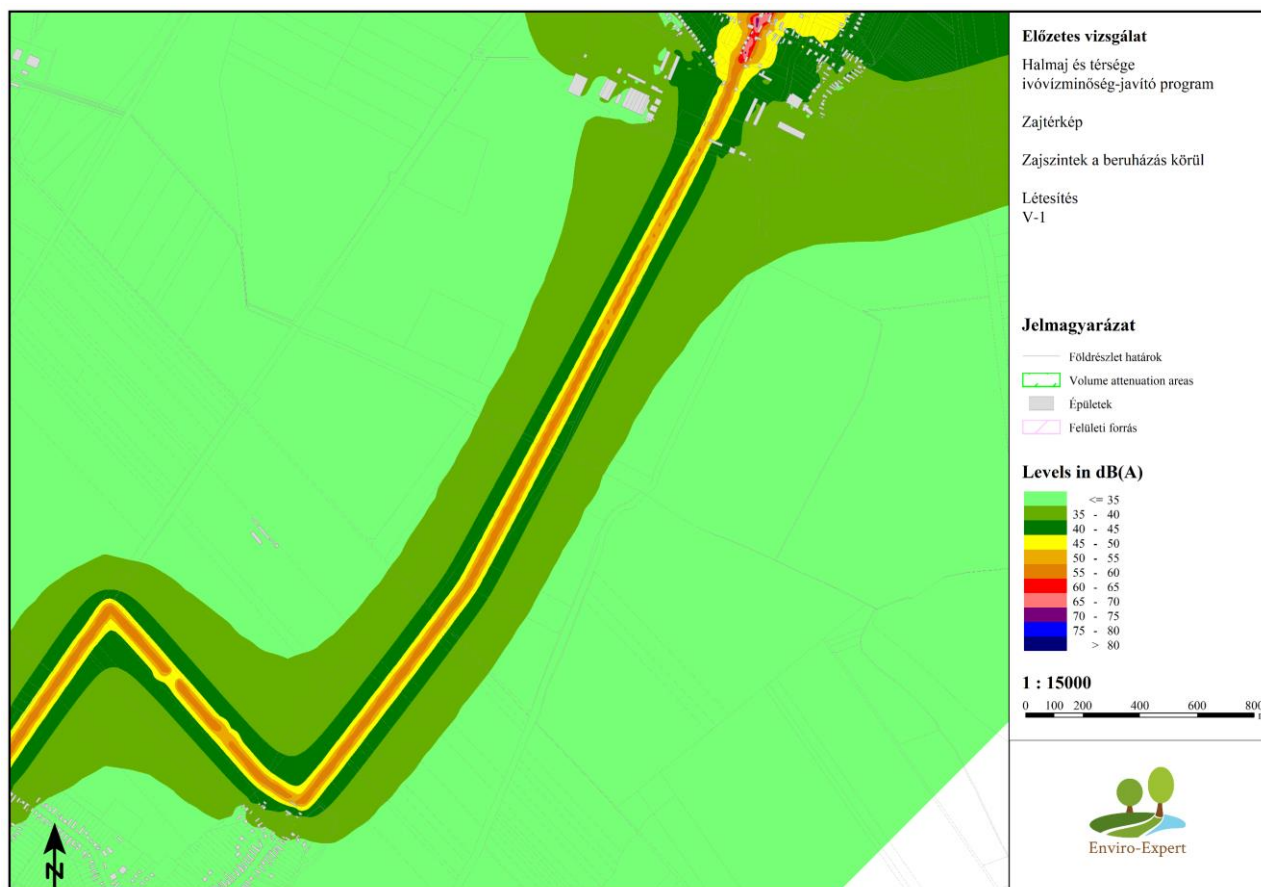 Előzetes vizsgálat
Halmaj és térsége
ivóvízminőség-javító program
Zajtérkép
Zajszintek a beruházás körül
Létesítés
V-1
Jelmagyarázat
Földrészlet határok
Volume attenuation areas
Épületek
Felületi forrás
Levels in dB(A)
<= 35
35 - 40
40 - 45
45 - 50
50 - 55
55 - 60
60 - 65
65 - 70
70 - 75
75 - 80
> 80
1 : 15000
0 100 200 400 600 800
N
Enviro-Expert